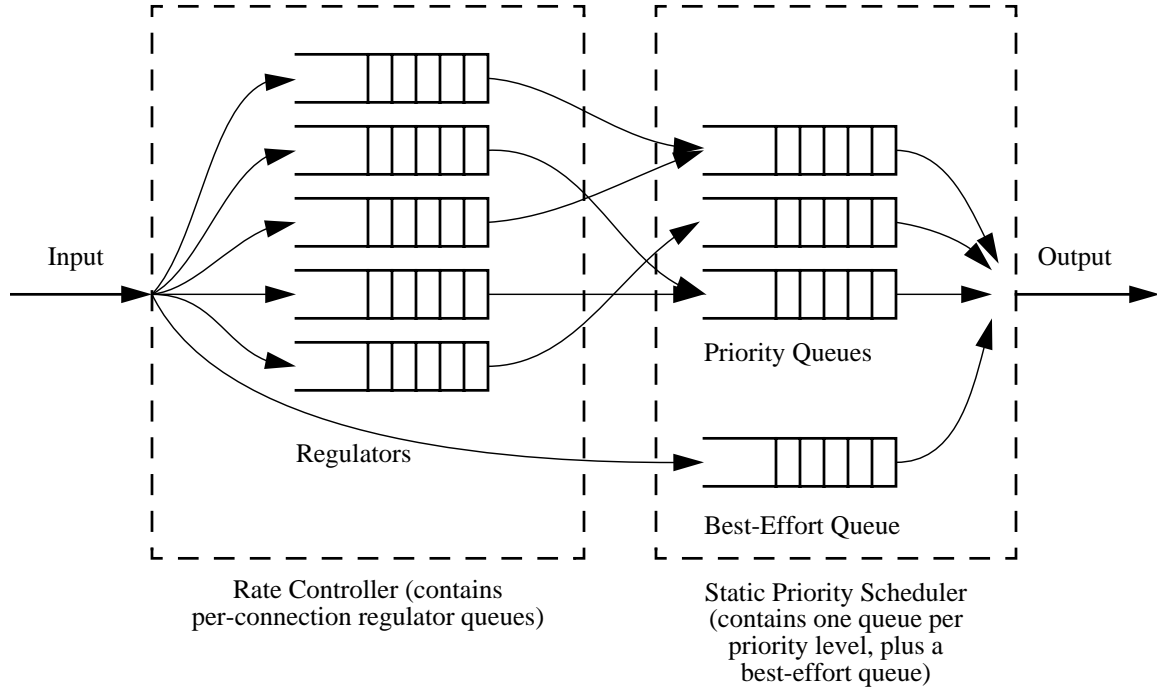 Input
Output
Priority Queues
Regulators
Best-Effort Queue
Rate Controller (contains
per-connection regulator queues)
Static Priority Scheduler
(contains one queue per
priority level, plus a
best-effort queue)